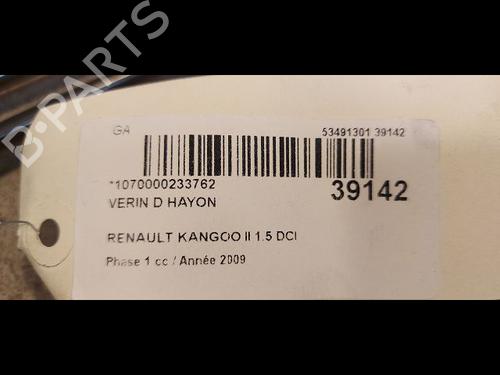 B-PARTS
GA 53491301 39142
*1070000233762 39142
VERIN D HAYON
RENAULT KANGOO II 1.5 DCI
Phase 1 cc / Année 2009